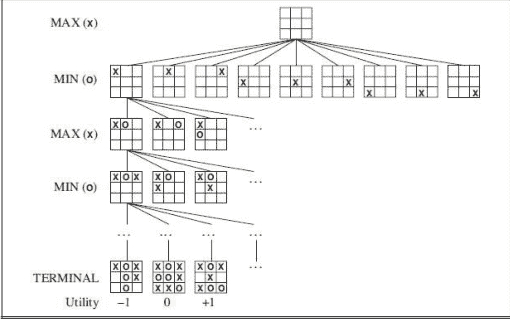 MAX (x)
X X X
MIN (o) X X X
X X X
X O X O X ...
MAX (x) O
X O X X O X O ...
MIN (o) X X
... ... ... ...
X O X X O X X O X ...
TERMINAL O X O O X X
O X X O X O
Utility −1 0 +1